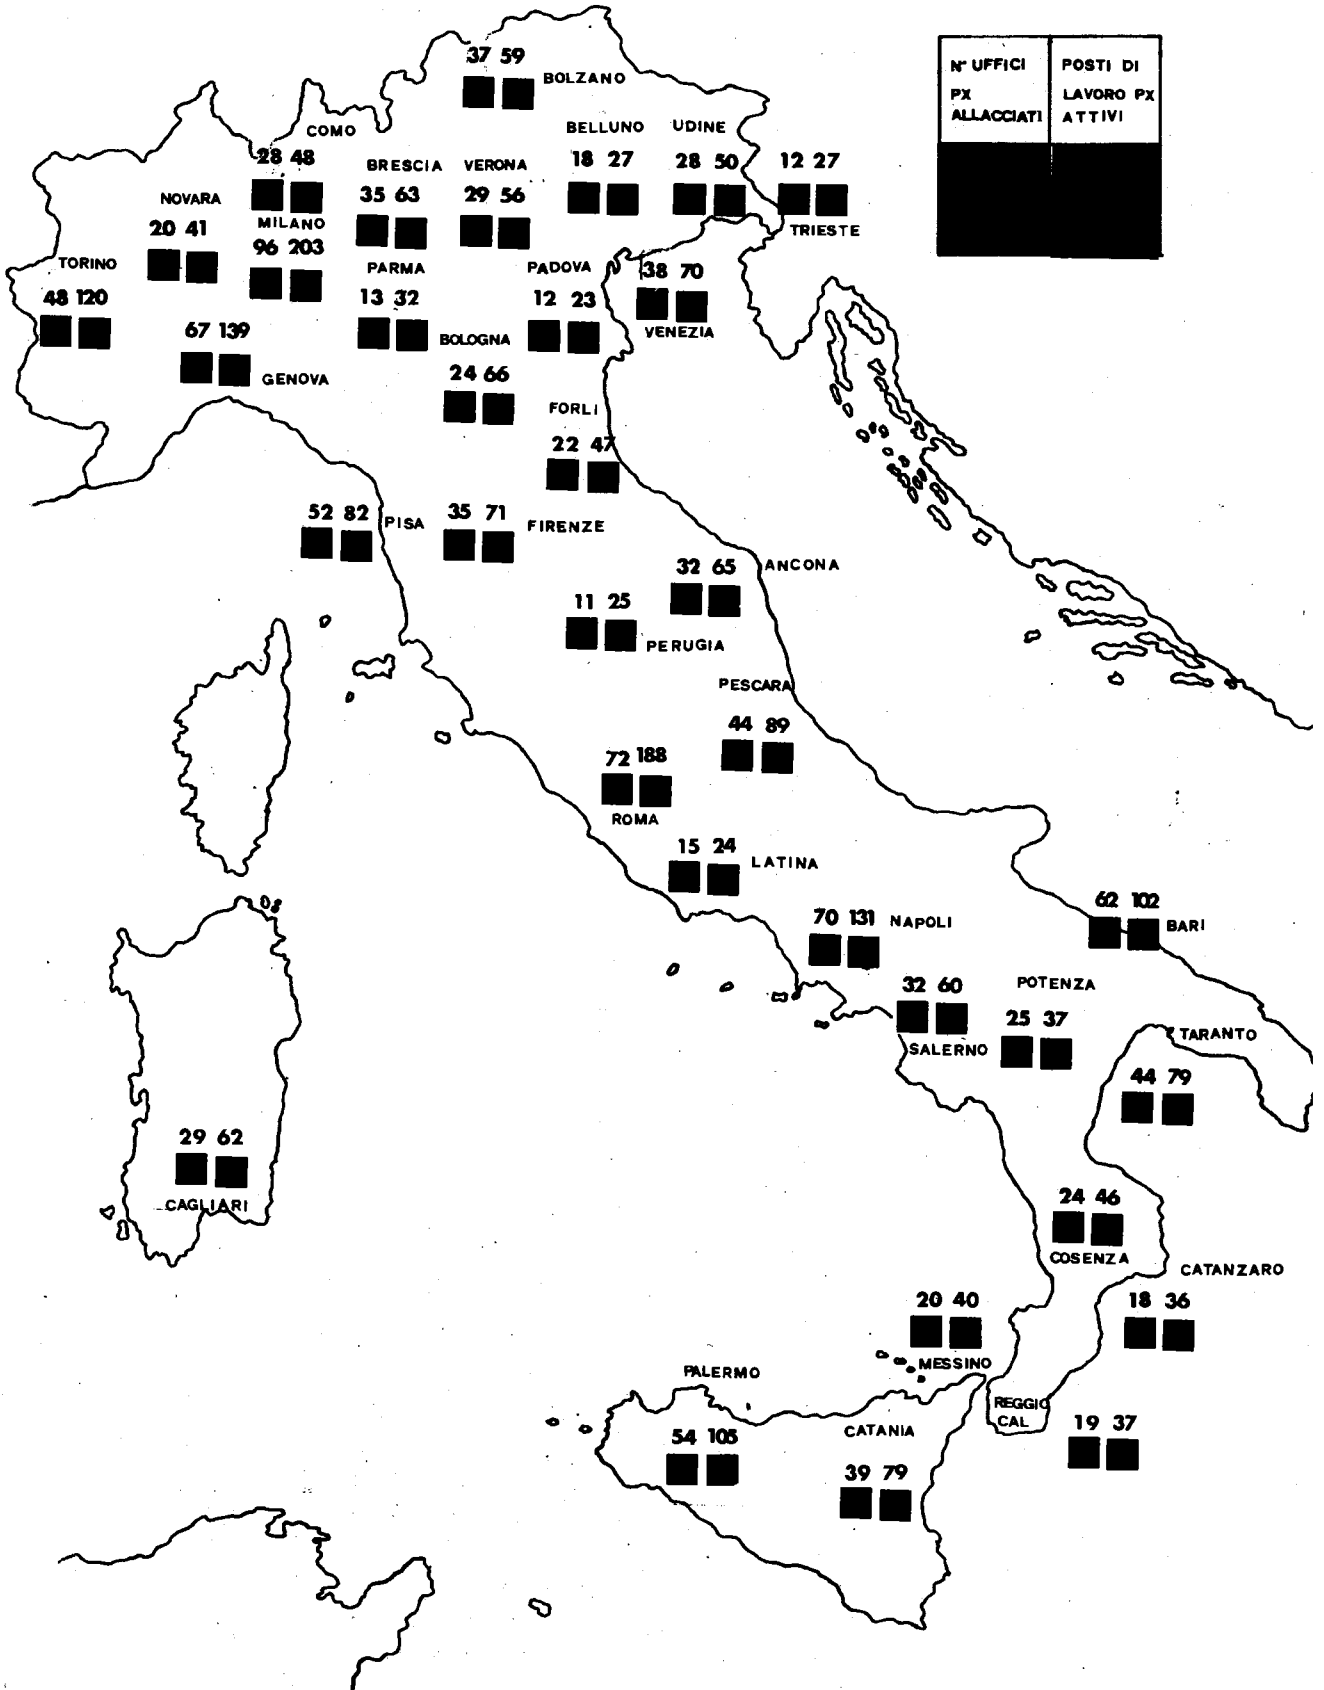 37 59
BOLZANO
N° UFFICI
PX
ALLACCIATI
POSTI DI
LAVORO PX
ATTIVI
COMO
28 48
BELLUNO
18 27
UDINE
28 50
12 27
TRIESTE
BRESCIA
35 63
VERONA
29 56
NOVARA
20 41
MILANO
96 203
TORINO
48 120
PARMA
13 32
PADOVA
12 23
38 70
VENEZIA
67 139
GENOVA
BOLOGNA
24 66
FORLI
22 47
52 82
PISA
35 71
FIRENZE
32 65
ANCONA
11 25
PERUGIA
PESCARA
44 89
72 188
ROMA
15 24
LATINA
70 131
NAPOLI
62 102
BARI
32 60
SALERNO
POTENZA
25 37
TARANTO
44 79
29 62
CAGLIARI
24 46
COSENZA
CATANZARO
18 36
20 40
MESSINO
PALERMO
54 105
CATANIA
39 79
REGGIO
CAL
19 37